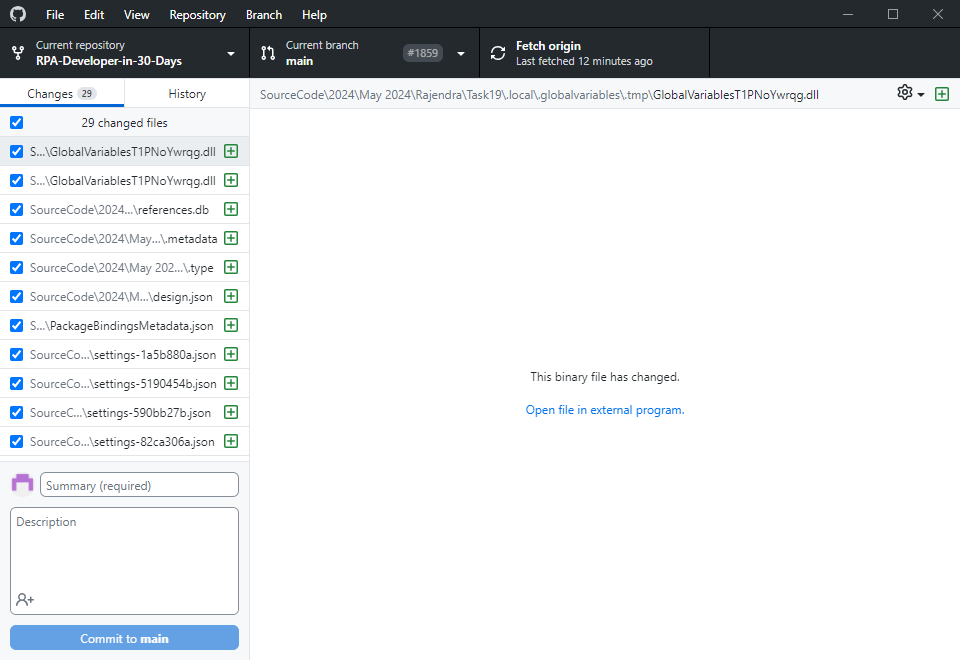 File Edit View Repository Branch Help
Current repository
RPA-Developer-in-30-Days
Current branch
main
#1859
Fetch origin
Last fetched 12 minutes ago
Changes 29
History
SourceCode\2024\May 2024\Rajendra\Task19\.local\.globalvariables\.tmp\GlobalVariablesT1PNoYwrqg.dll
29 changed files
S...\GlobalVariablesT1PNoYwrqg.dll
S...\GlobalVariablesT1PNoYwrqg.dll
SourceCode\2024...\references.db
SourceCode\2024\May...\.metadata
SourceCode\2024\May 202...\.type
SourceCode\2024\M...\design.json
S...\PackageBindingsMetadata.json
SourceCo...\settings-1a5b880a.json
SourceCo...\settings-5190454b.json
SourceC...\settings-590bb27b.json
SourceCo...\settings-82ca306a.json
This binary file has changed.
Open file in external program.
Summary (required)
Description
Commit to main